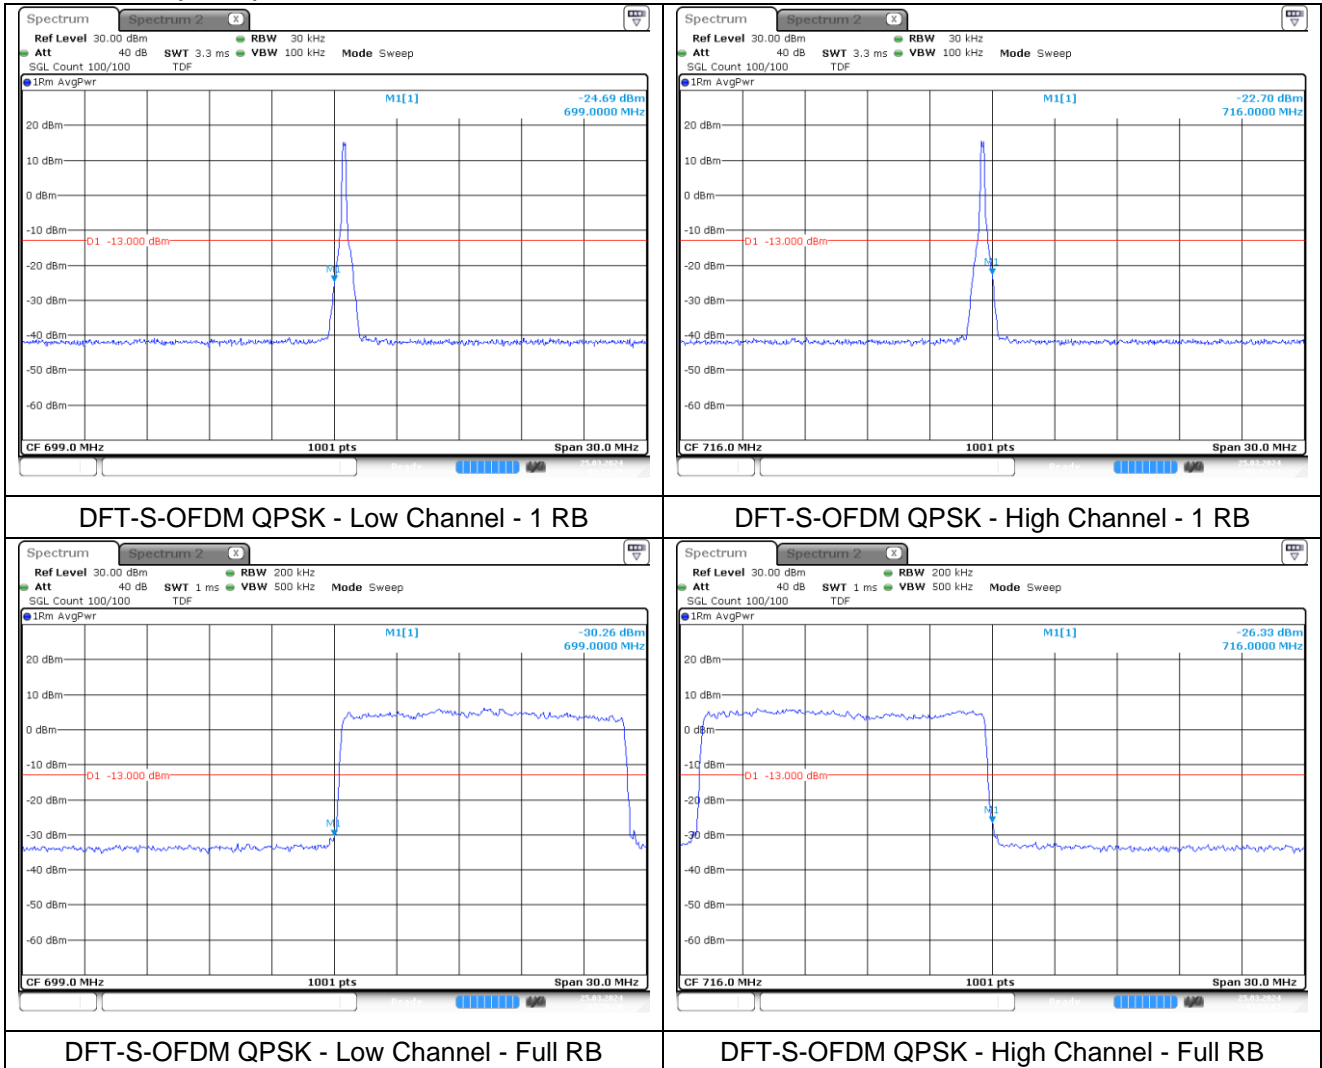 Spectrum Spectrum 2 X
Ref Level 30.00 dBm RBW 30 kHz
Att 40 dB SWT 3.3 ms VBW 100 kHz Mode Sweep
SGL Count 100/100 TDF
1Rm AvgPwr
M1[1] -24.69 dBm
699.0000 MHz
20 dBm
10 dBm
0 dBm
-10 dBm
D1 -13.000 dBm
-20 dBm
M1
-30 dBm
-40 dBm
-50 dBm
-60 dBm
CF 699.0 MHz 1001 pts Span 30.0 MHz
Ready 25.03.2024
DFT-S-OFDM QPSK - Low Channel - 1 RB
Spectrum Spectrum 2 X
Ref Level 30.00 dBm RBW 30 kHz
Att 40 dB SWT 3.3 ms VBW 100 kHz Mode Sweep
SGL Count 100/100 TDF
1Rm AvgPwr
M1[1] -22.70 dBm
716.0000 MHz
20 dBm
10 dBm
0 dBm
-10 dBm
D1 -13.000 dBm
-20 dBm
M1
-30 dBm
-40 dBm
-50 dBm
-60 dBm
CF 716.0 MHz 1001 pts Span 30.0 MHz
Ready 25.03.2024
DFT-S-OFDM QPSK - High Channel - 1 RB
Spectrum Spectrum 2 X
Ref Level 30.00 dBm RBW 200 kHz
Att 40 dB SWT 1 ms VBW 500 kHz Mode Sweep
SGL Count 100/100 TDF
1Rm AvgPwr
M1[1] -30.26 dBm
699.0000 MHz
20 dBm
10 dBm
0 dBm
-10 dBm
D1 -13.000 dBm
-20 dBm
M1
-30 dBm
-40 dBm
-50 dBm
-60 dBm
CF 699.0 MHz 1001 pts Span 30.0 MHz
Ready 25.03.2024
DFT-S-OFDM QPSK - Low Channel - Full RB
Spectrum Spectrum 2 X
Ref Level 30.00 dBm RBW 200 kHz
Att 40 dB SWT 1 ms VBW 500 kHz Mode Sweep
SGL Count 100/100 TDF
1Rm AvgPwr
M1[1] -26.33 dBm
716.0000 MHz
20 dBm
10 dBm
0 dBm
-10 dBm
D1 -13.000 dBm
-20 dBm
M1
-30 dBm
-40 dBm
-50 dBm
-60 dBm
CF 716.0 MHz 1001 pts Span 30.0 MHz
Ready 25.03.2024
DFT-S-OFDM QPSK - High Channel - Full RB